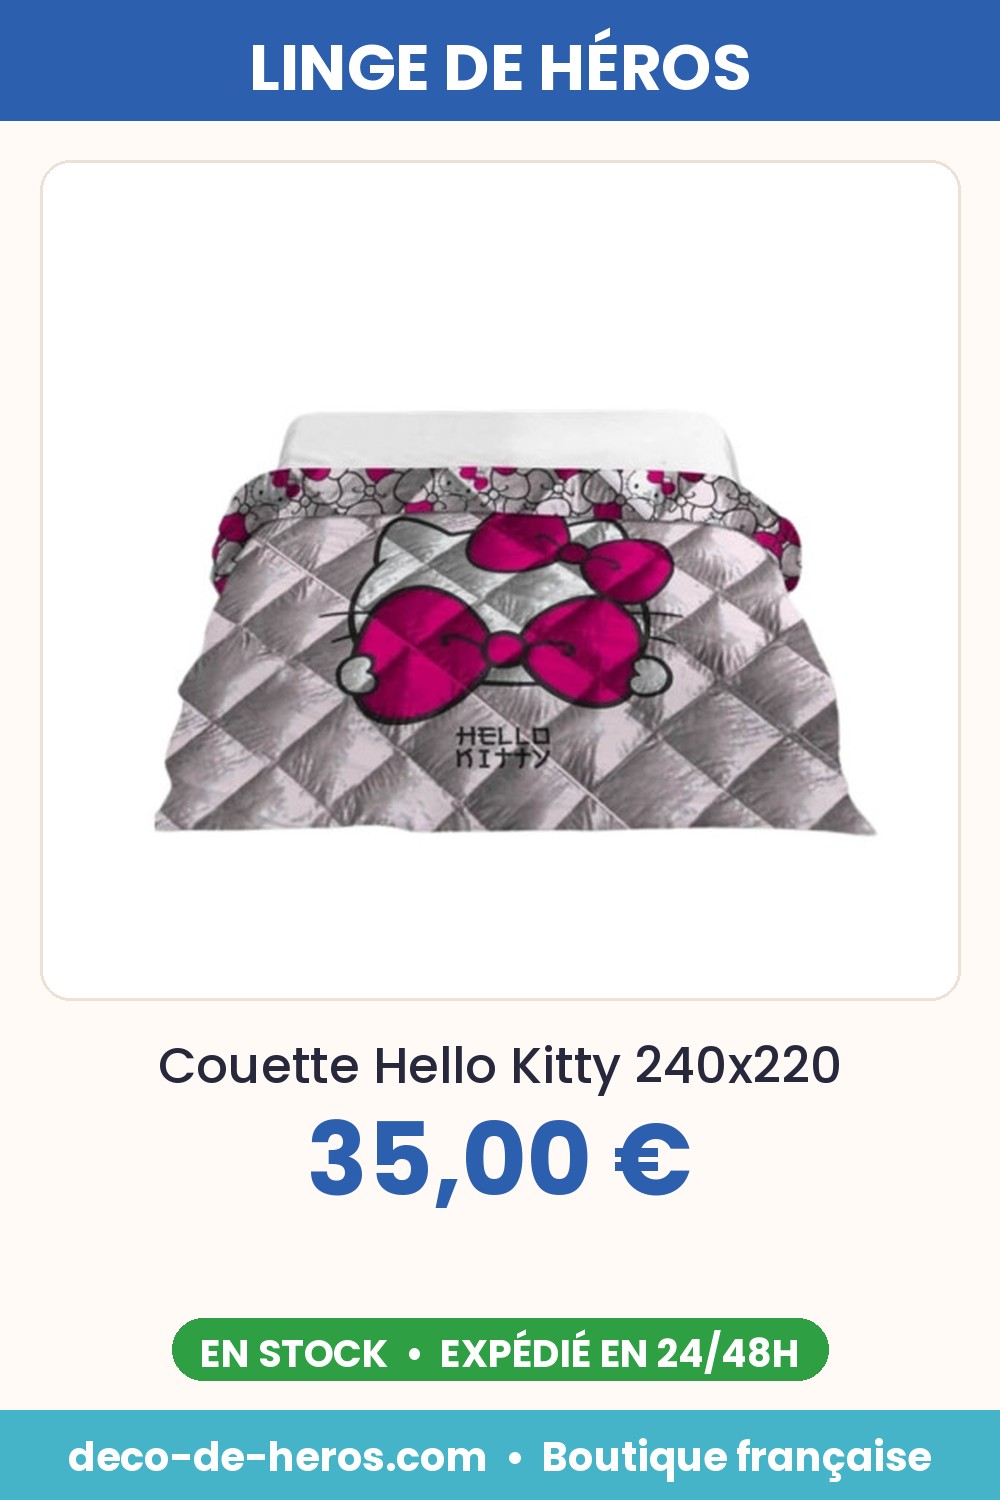 LINGE DE HÉROS
HELLO
KITTY
Couette Hello Kitty 240x220
35,00 €
EN STOCK • EXPÉDIÉ EN 24/48H
deco-de-heros.com • Boutique française